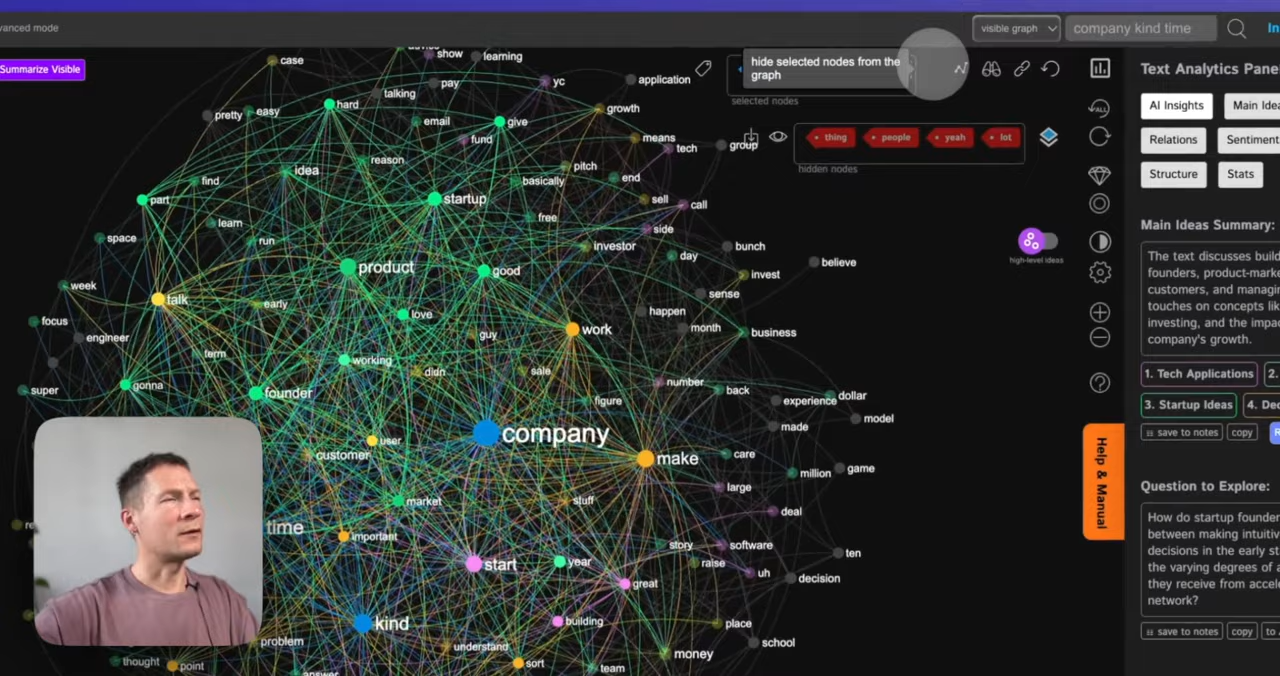 vanced mode
visible graph
company kind time
In
Summarize Visible
hide selected nodes from the
graph
selected nodes
thing
people
yeah
lot
hidden nodes
high-level ideas
case
show
learning
application
yc
pay
talking
hard
easy
pretty
email
give
growth
fund
means
tech
group
reason
idea
pitch
find
basically
end
part
startup
sell
call
learn
free
side
space
run
investor
bunch
day
product
good
believe
invest
week
talk
early
sense
love
happen
month
focus
guy
work
business
engineer
term
working
didn
sale
number
super
gonna
founder
back
dollar
figure
experience
model
made
company
user
customer
make
care
game
million
large
market
stuff
deal
time
important
story
software
ten
start
year
raise
uh
decision
great
kind
building
place
school
problem
understand
money
thought
point
sort
team
answer
Help & Manual
Text Analytics Pane
AI Insights
Main Idea
Relations
Sentiment
Structure
Stats
Main Ideas Summary:
The text discusses build
founders, product-marke
customers, and managin
touches on concepts lik
investing, and the impac
company's growth.
1. Tech Applications
2.
3. Startup Ideas
4. Dec
save to notes
copy
R
Question to Explore:
How do startup founder
between making intuitiv
decisions in the early st
the varying degrees of a
they receive from accele
network?
save to notes
copy
to